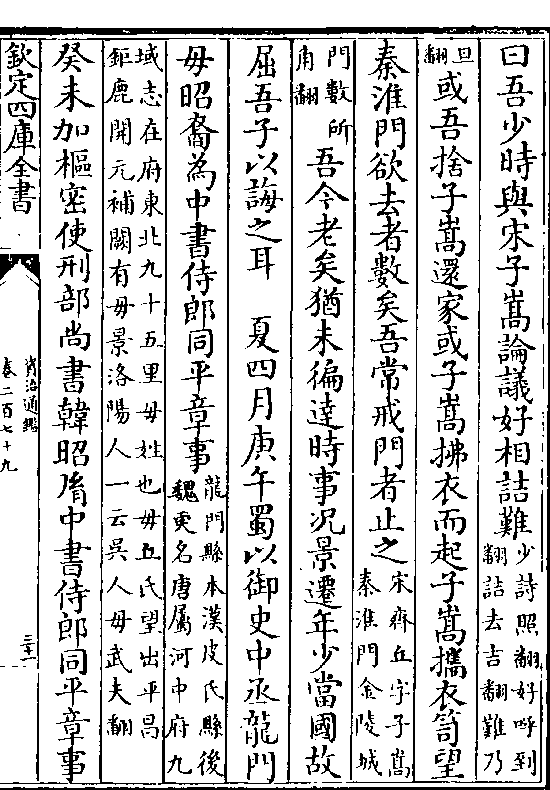 曰吾少時與宋子嵩論議好相詰難少詩照翻好呼到翻詰去吉翻難乃
旦翻或吾捨子嵩還家或子嵩拂衣而起子嵩攜衣笥望
秦淮門欲去者數矣吾常戒門者止之宋齊丘字子嵩秦淮門金陵城
門數所角翻吾今老矣猶未徧達時事况景遷年少當國故
屈吾子以誨之耳　夏四月庚午蜀以御史中丞龍門
毋昭裔為中書侍郎同平章事龍門縣本漢皮氏縣後魏更名唐屬河中府九
域志在府東北九十五里毋姓也毋丘氏望出平昌鉅鹿開元補闕有毋景洛陽人一云吳人毋武夫翻
癸未加樞密使刑部尚書韓昭𦙍中書侍郎同平章事
欽定四庫全書
資治通鑑
卷二百七十九
三十一